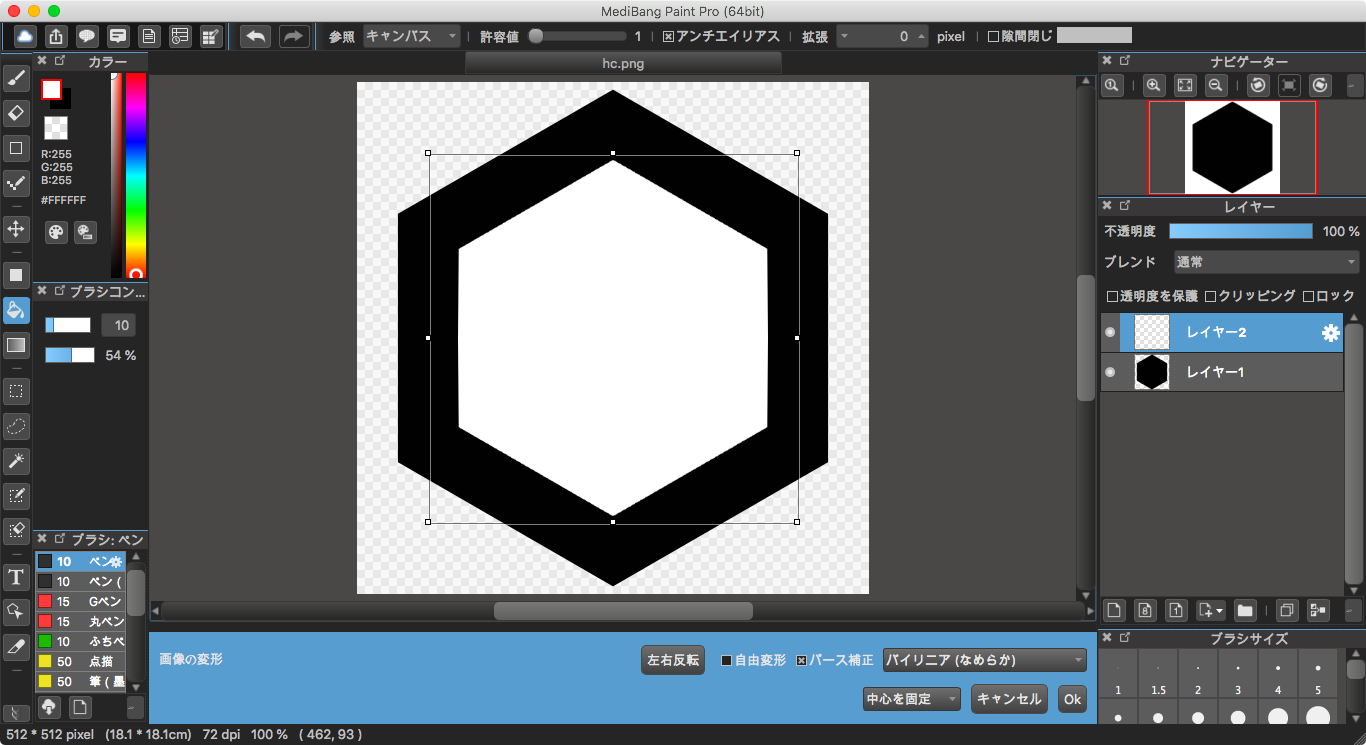 MediBang Paint Pro (64bit)
参照 キャンバス 許容値 1 アンチエイリアス 拡張 0 pixel 隙間閉じ
カラー
hc.png
ナビゲーター
R:255
G:255
B:255
#FFFFFF
レイヤー
不透明度 100 %
ブレンド 通常
透明度を保護 クリッピング ロック
レイヤー2
レイヤー1
ブラシコン...
10
54 %
ブラシ: ペン
10 ペン
10 ペン (
15 Gペン
15 丸ペン
10 ふちペ
50 点描
50 筆 ( 墨
T
画像の変形
左右反転 自由変形 パース補正 バイリニア (なめらか)
中心を固定 キャンセル Ok
ブラシサイズ
1 1.5 2 3 4 5
512 * 512 pixel (18.1 * 18.1cm) 72 dpi 100 % ( 462, 93 )